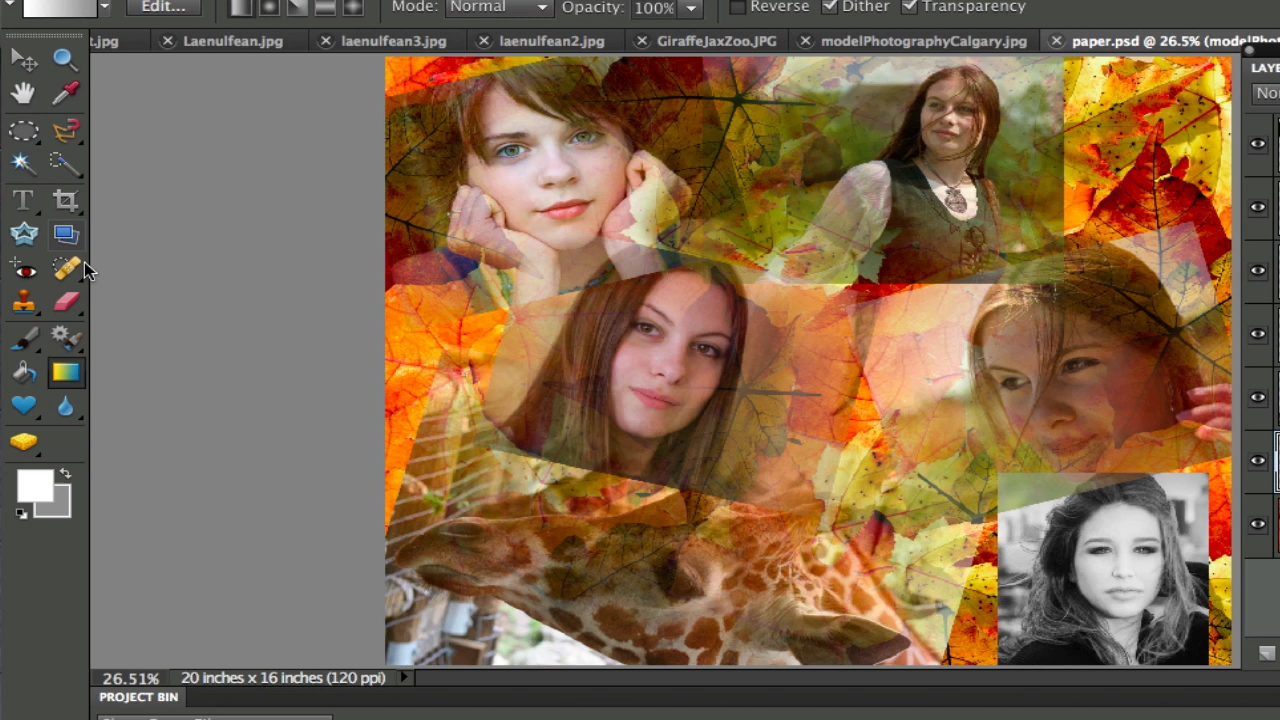 Edit... Mode: Normal Opacity: 100% Reverse Dither Transparency
t.jpg Laenulfean.jpg laenulfean3.jpg laenulfean2.jpg GiraffeJaxZoo.JPG modelPhotographyCalgary.jpg paper.psd @ 26.5% (modelPhot
LAYE
No
T
26.51% 20 inches x 16 inches (120 ppi)
PROJECT BIN